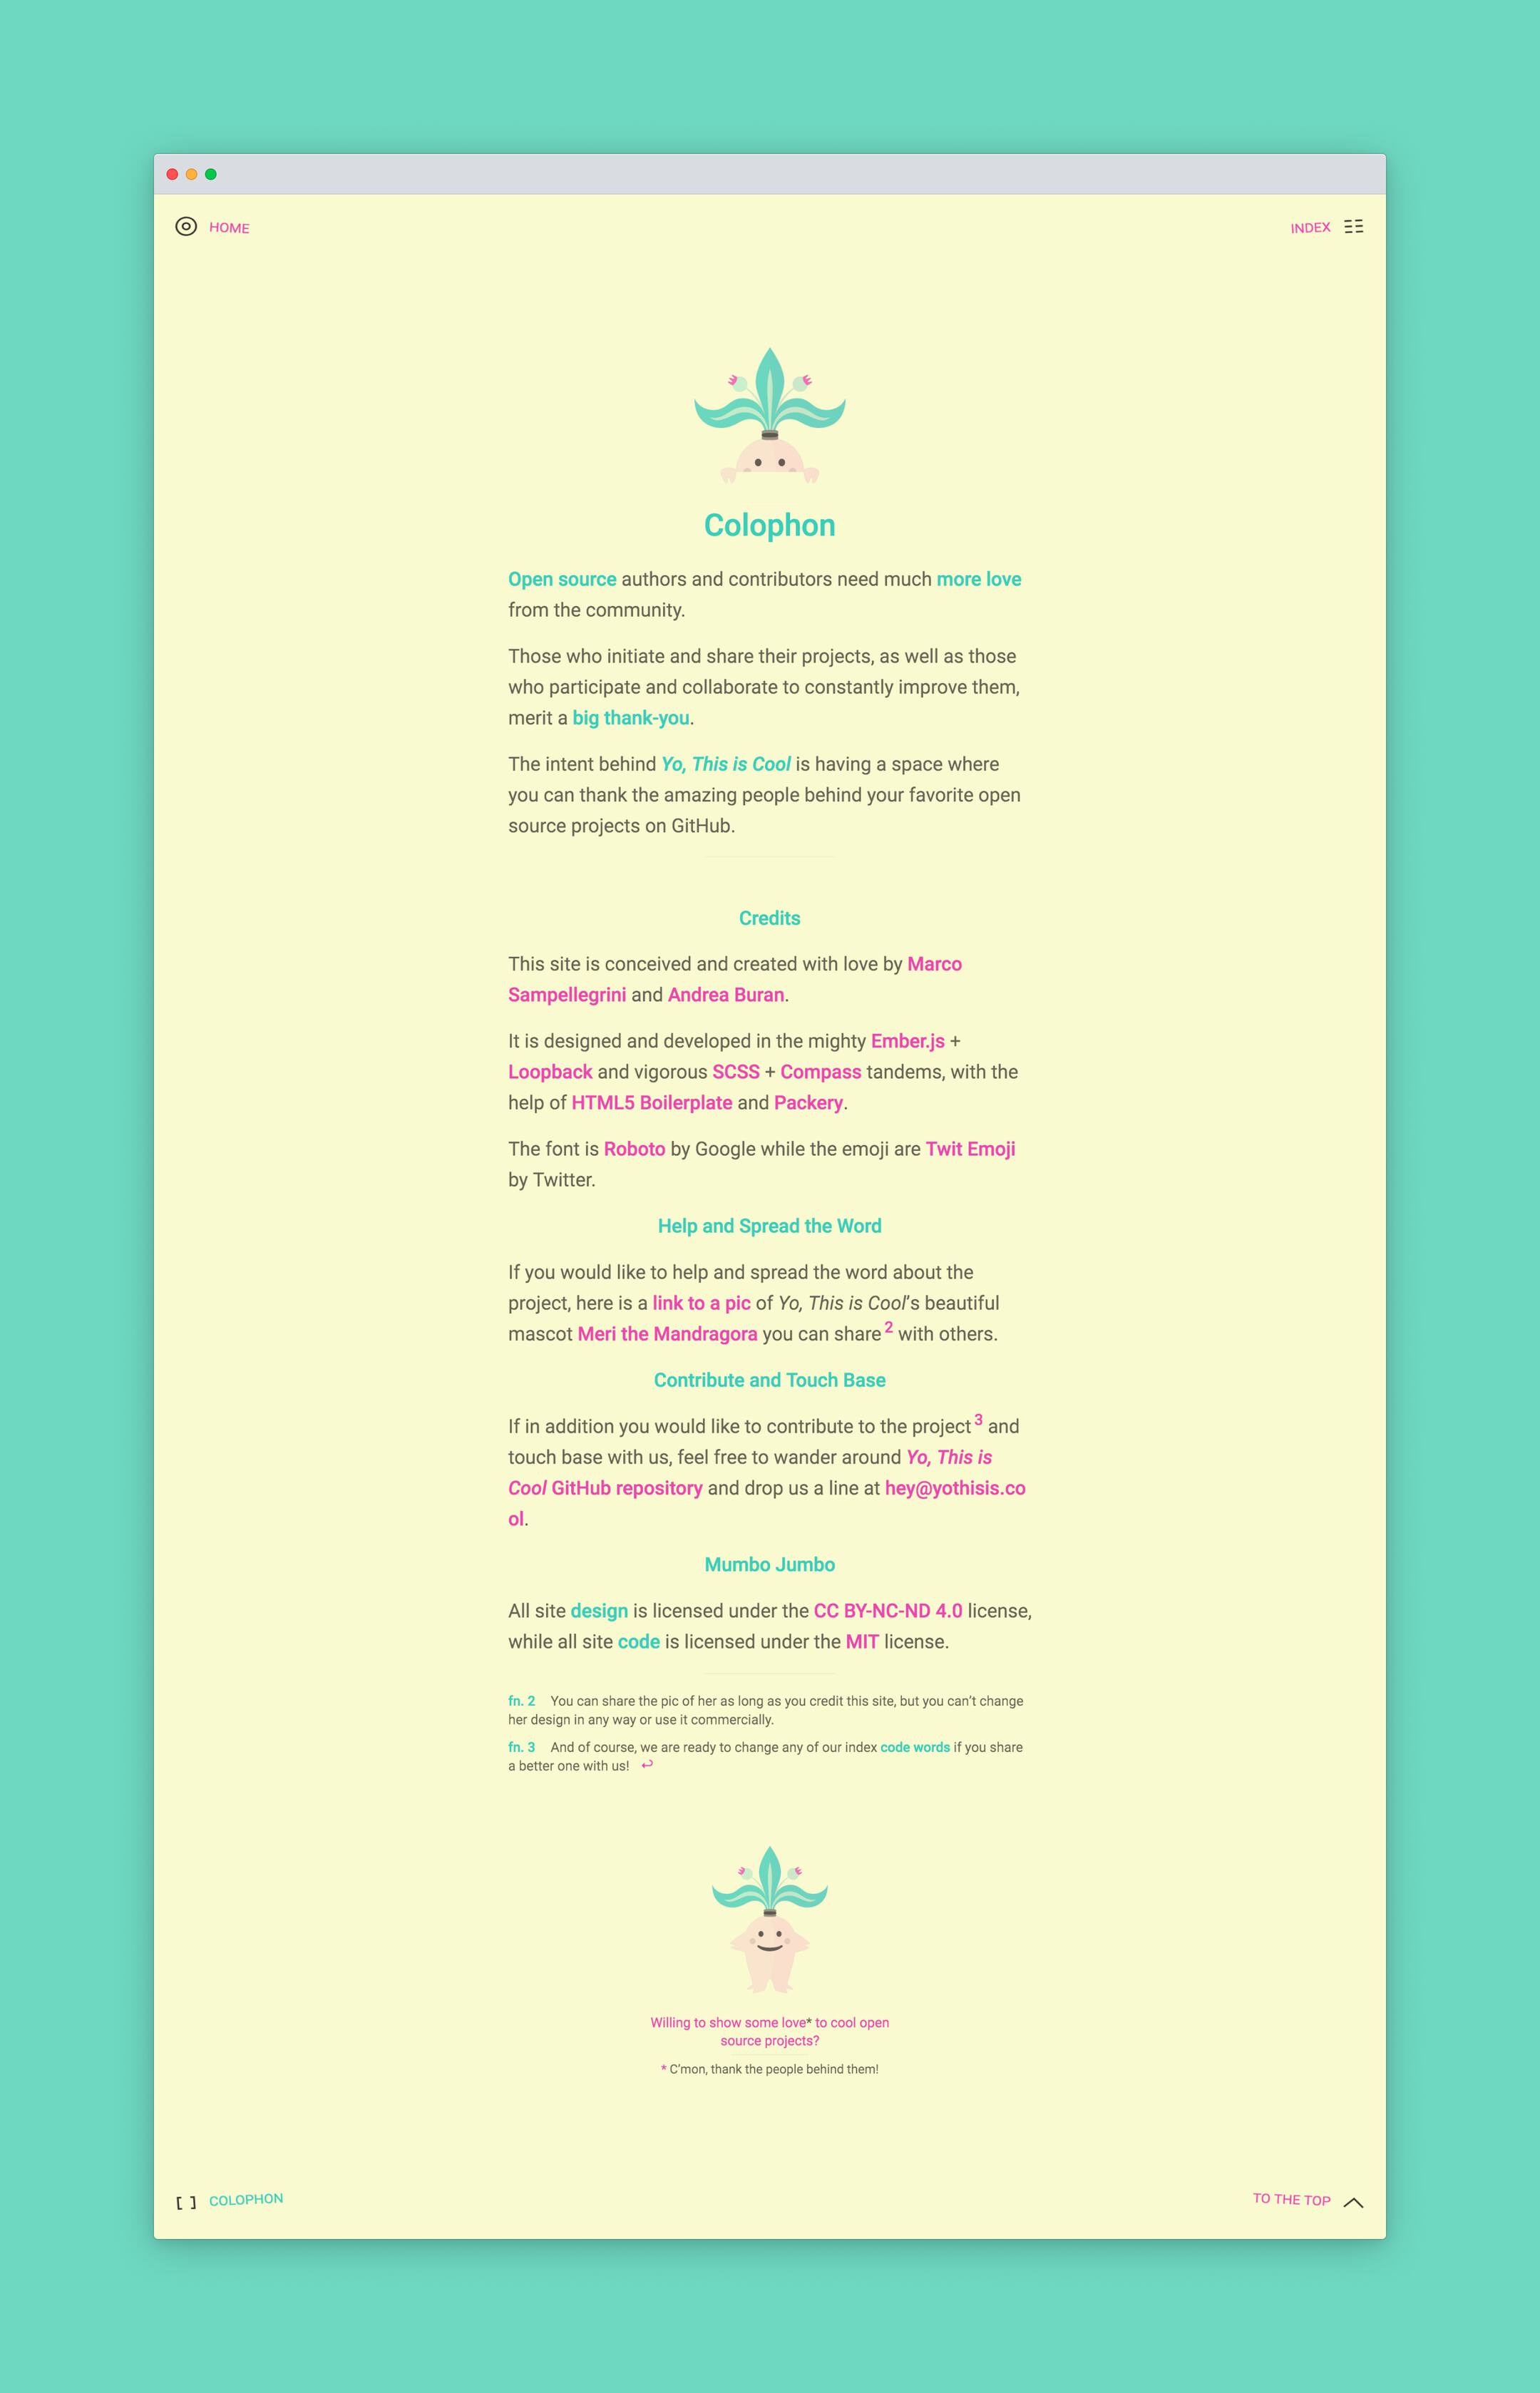 HOME
INDEX
Colophon
Open source authors and contributors need much more love
from the community.
Those who initiate and share their projects, as well as those
who participate and collaborate to constantly improve them,
merit a big thank-you.
The intent behind Yo, This is Cool is having a space where
you can thank the amazing people behind your favorite open
source projects on GitHub.
Credits
This site is conceived and created with love by Marco
Sampellegrini and Andrea Buran.
It is designed and developed in the mighty Ember.js +
Loopback and vigorous SCSS + Compass tandems, with the
help of HTML5 Boilerplate and Packery.
The font is Roboto by Google while the emoji are Twit Emoji
by Twitter.
Help and Spread the Word
If you would like to help and spread the word about the
project, here is a link to a pic of Yo, This is Cool's beautiful
mascot Meri the Mandragora you can share 2 with others.
Contribute and Touch Base
If in addition you would like to contribute to the project 3 and
touch base with us, feel free to wander around Yo, This is
Cool GitHub repository and drop us a line at hey@yothisis.co
ol.
Mumbo Jumbo
All site design is licensed under the CC BY-NC-ND 4.0 license,
while all site code is licensed under the MIT license.
fn. 2 You can share the pic of her as long as you credit this site, but you can't change
her design in any way or use it commercially.
fn. 3 And of course, we are ready to change any of our index code words if you share
a better one with us! ↩
Willing to show some love* to cool open
source projects?
* C'mon, thank the people behind them!
[ ] COLOPHON
TO THE TOP